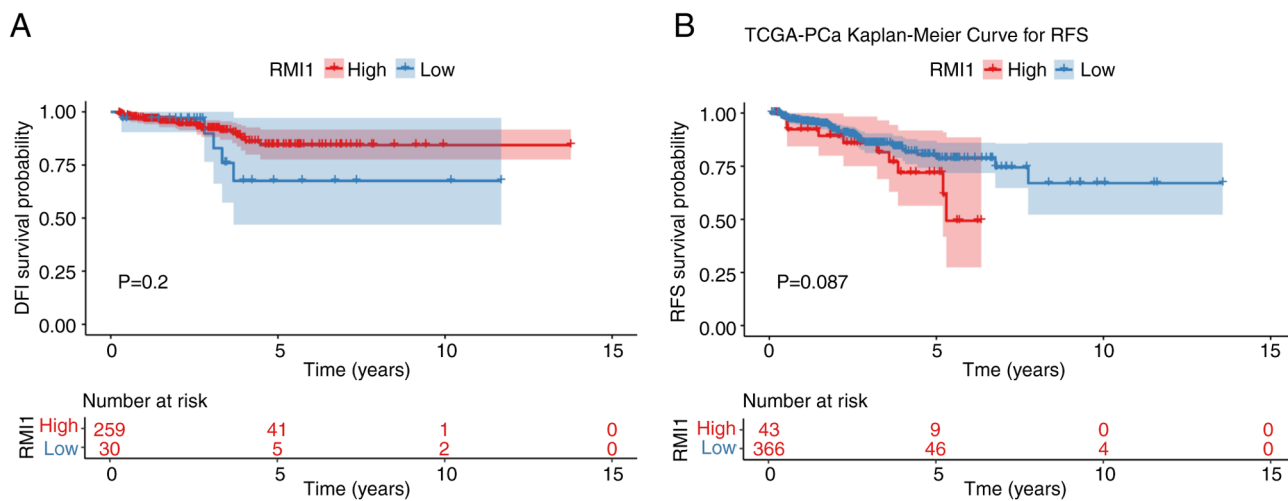 A
RMI1 High Low
1.00
0.75
0.50
0.25
0.00
DFI survival probability
P=0.2
0 5 10 15
Time (years)
Number at risk
RMI1
High 259 41 1 0
Low 30 5 2 0
0 5 10 15
Tme (years)
B
TCGA-PCa Kaplan-Meier Curve for RFS
RMI1 High Low
1.00
0.75
0.50
0.25
0.00
RFS survival probability
P=0.087
0 5 10 15
Tme (years)
Number at risk
RMI1
High 43 9 0 0
Low 366 46 4 0
0 5 10 15
Tme (years)